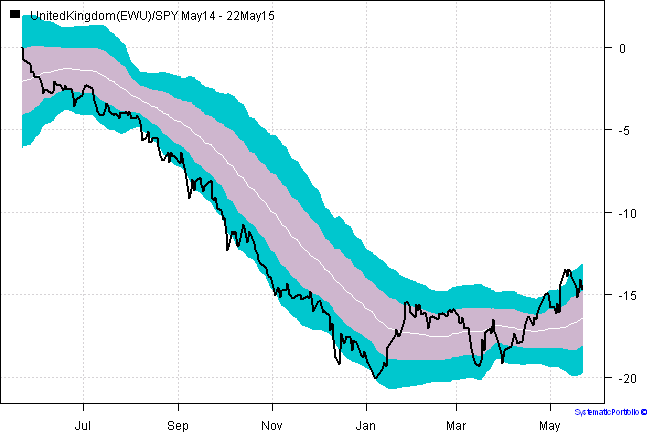 UnitedKingdom(EWU)/SPY May14 - 22May15
0
-5
-10
-15
-20
Jul Sep Nov Jan Mar May
SystematicPortfolio ©